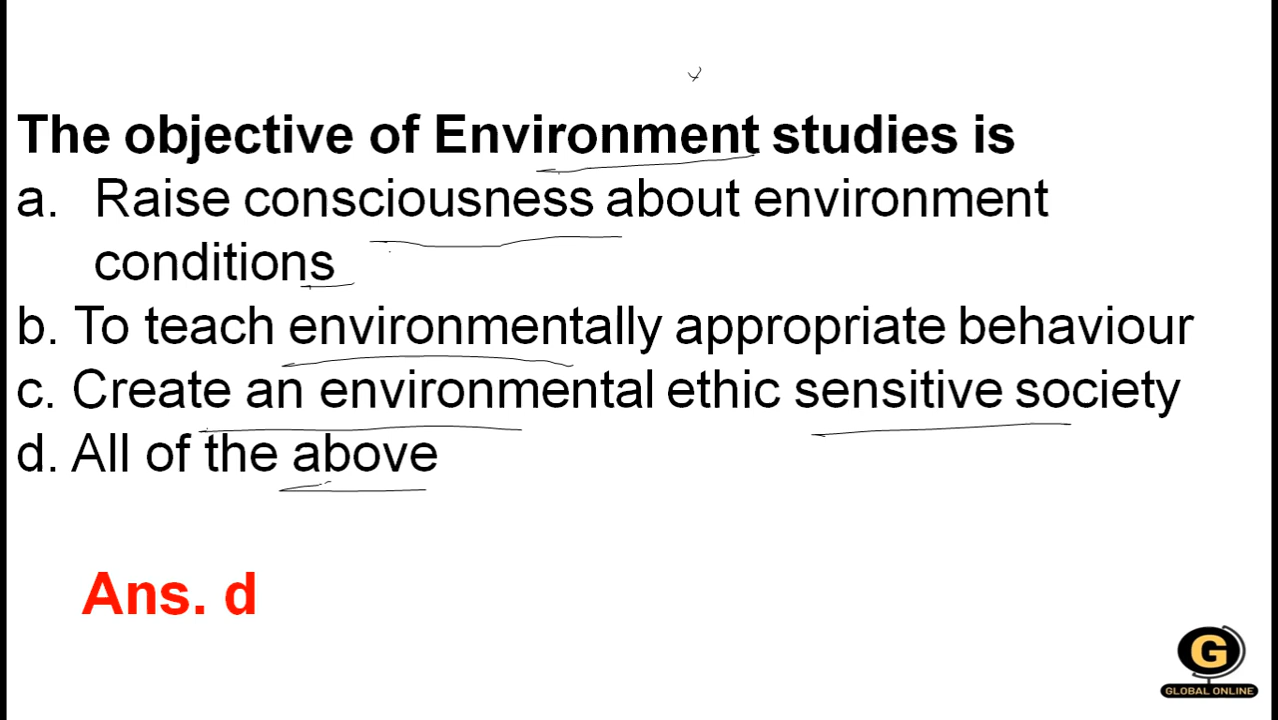 The objective of Environment studies is
a. Raise consciousness about environment
conditions
b. To teach environmentally appropriate behaviour
c. Create an environmental ethic sensitive society
d. All of the above
Ans. d
G
GLOBAL ONLINE